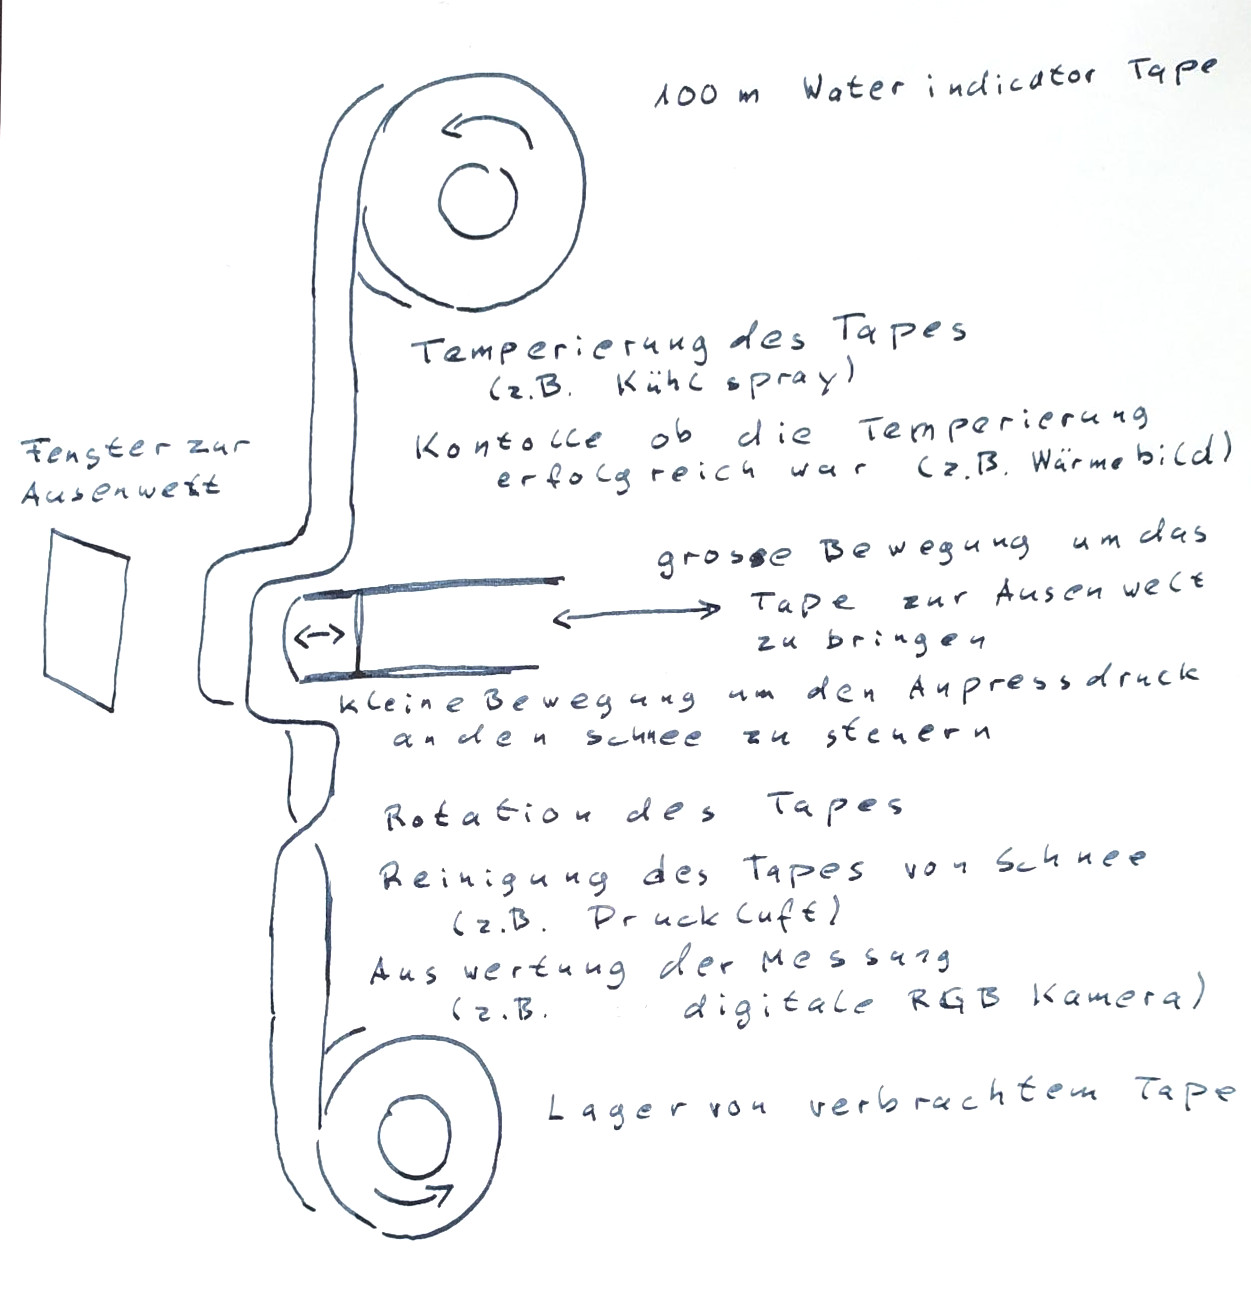 100 m Water indicator Tape
Temperierung des Tapes
(z.B. Kühlspray)
Kontolle ob die Temperierung
erfolgreich war (z.B. Wärmebild)
Fenster zur
Ausenwelt
grosse Bewegung um das
Tape zur Ausenwelt
zu bringen
kleine Bewegung um den Anpressdruck
an den Schnee zu steuern
Rotation des Tapes
Reinigung des Tapes von Schnee
(z.B. Druckluft)
Auswertung der Messung
(z.B. digitale RGB Kamera)
Lager von verbrachtem Tape